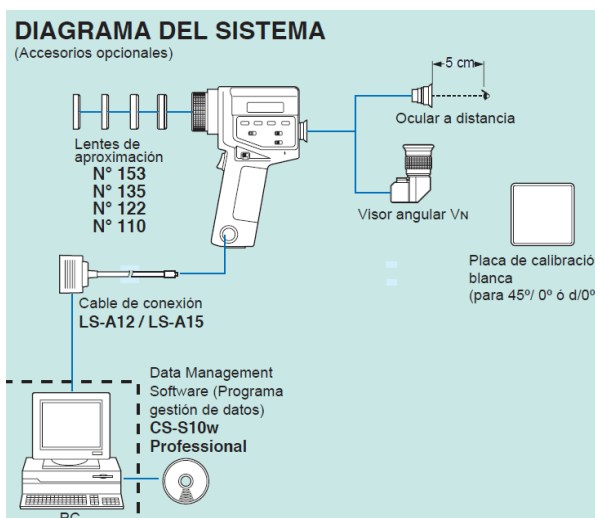 DIAGRAMA DEL SISTEMA
(Accesorios opcionales)
5 cm
Ocular a distancia
Lentes de
aproximación
N° 153
N° 135
N° 122
N° 110
Visor angular VN
Placa de calibració
blanca
(para 45º/ 0º ó d/0º
Cable de conexión
LS-A12 / LS-A15
Data Management
Software (Programa
gestión de datos)
CS-S10w
Professional
PC